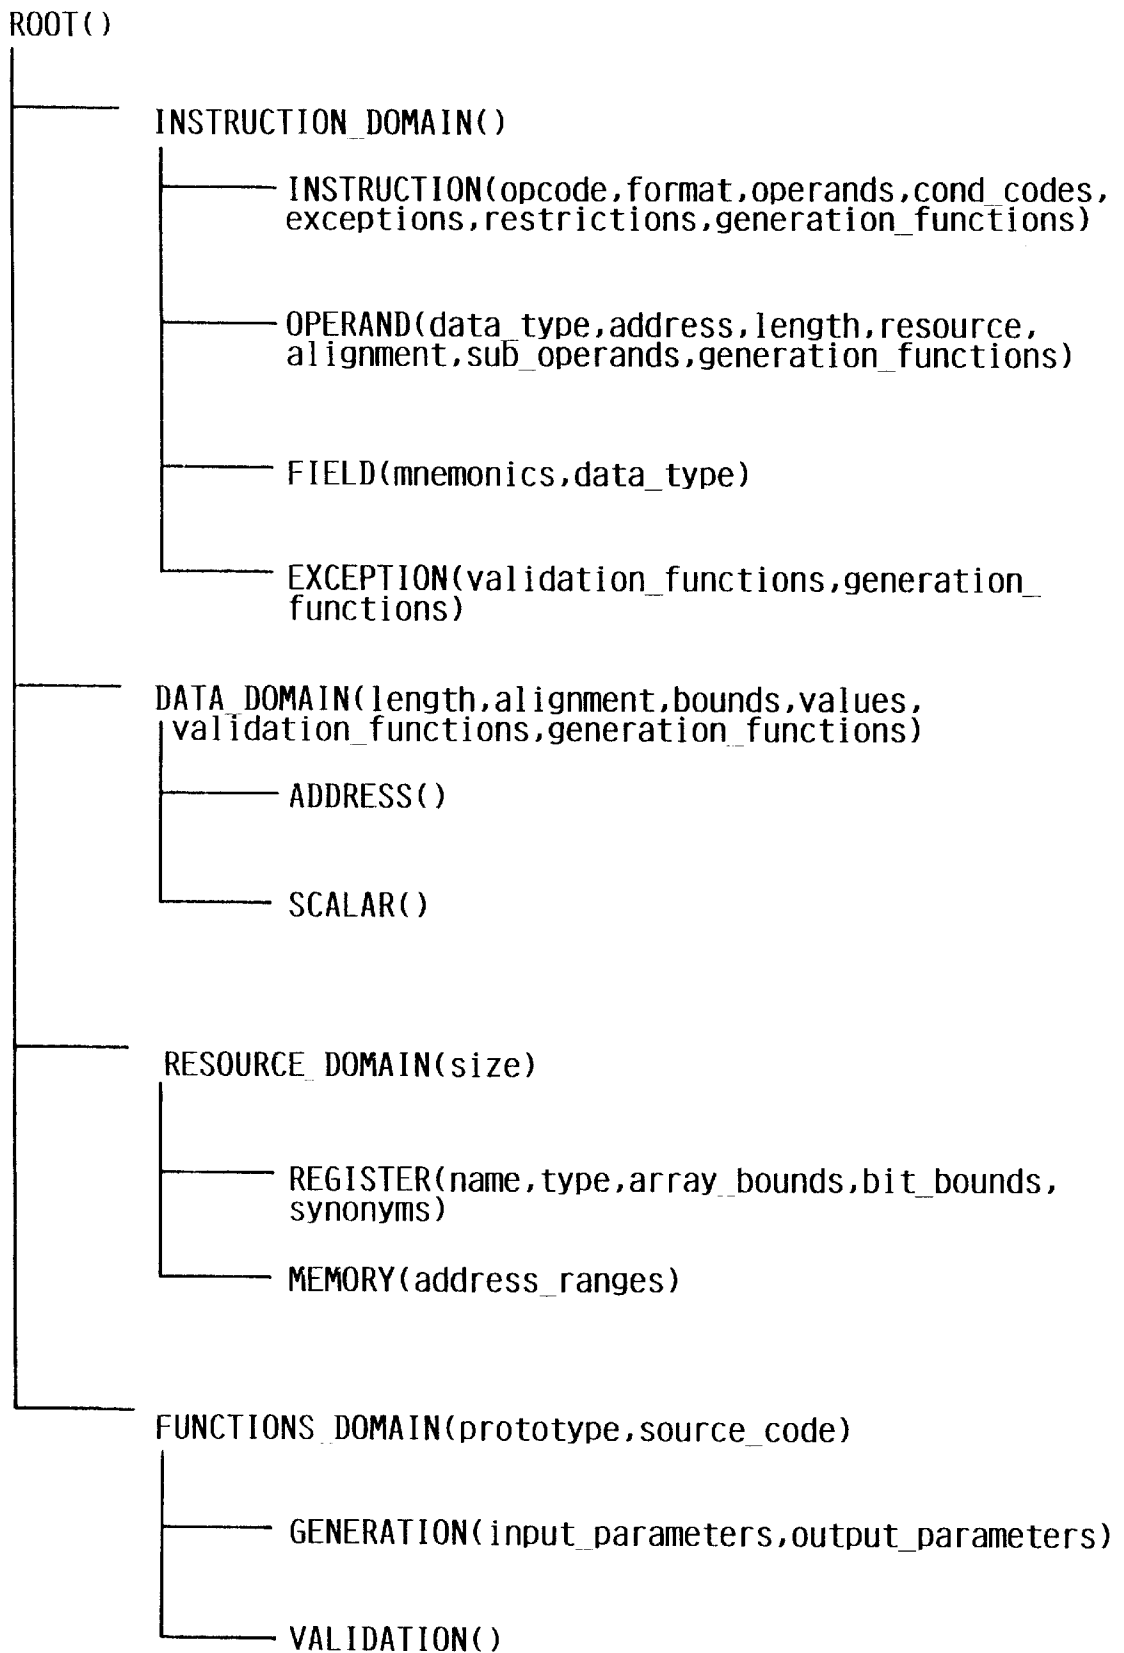 ROOT()
INSTRUCTION_DOMAIN()
INSTRUCTION(opcode,format,operands,cond_codes,
exceptions,restrictions,generation_functions)
OPERAND(data_type,address,length,resource,
alignment,sub_operands,generation_functions)
FIELD(mnemonics,data_type)
EXCEPTION(validation_functions,generation_
functions)
DATA_DOMAIN(length,alignment,bounds,values,
validation_functions,generation_functions)
ADDRESS()
SCALAR()
RESOURCE_DOMAIN(size)
REGISTER(name,type,array_bounds,bit_bounds,
synonyms)
MEMORY(address_ranges)
FUNCTIONS_DOMAIN(prototype,source_code)
GENERATION(input_parameters,output_parameters)
VALIDATION()